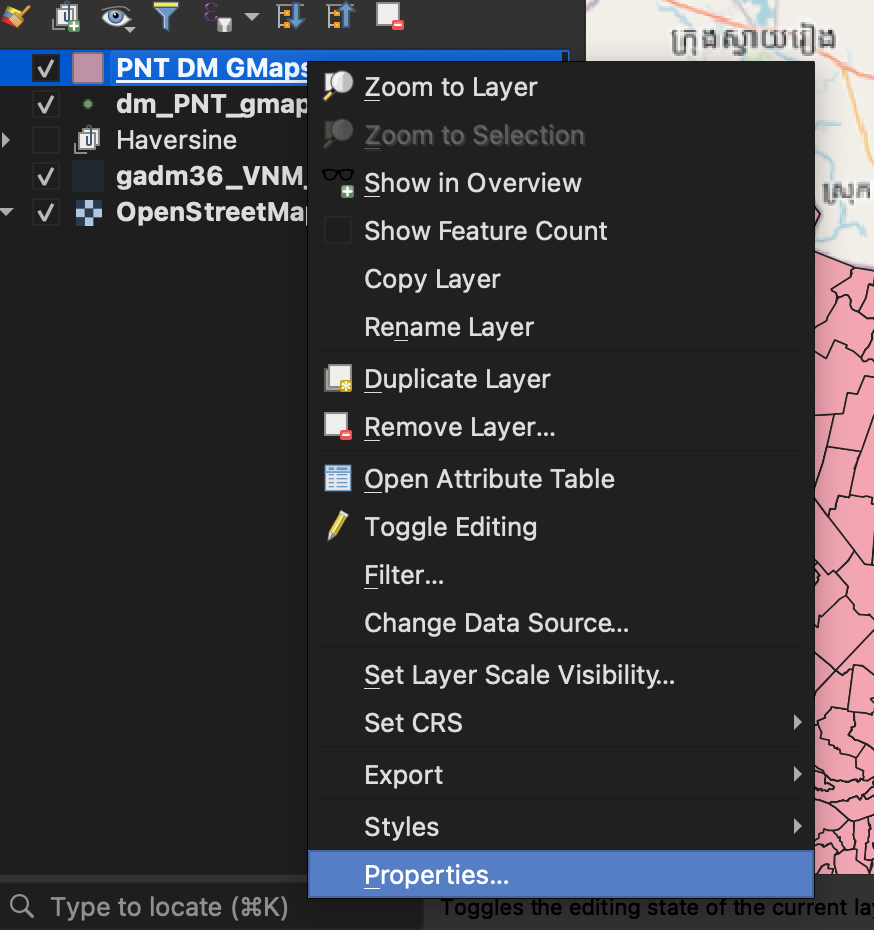 ក្រុងស្វាយរៀង
PNT DM GMaps
dm_PNT_gmap
Haversine
gadm36_VNM_
OpenStreetMap
Zoom to Layer
Zoom to Selection
Show in Overview
ស្រុក
Show Feature Count
Copy Layer
Rename Layer
Duplicate Layer
Remove Layer...
Open Attribute Table
Toggle Editing
Filter...
Change Data Source...
Set Layer Scale Visibility...
Set CRS
Export
Styles
Properties...
Type to locate (⌘K)
Toggles the editing state of the current la